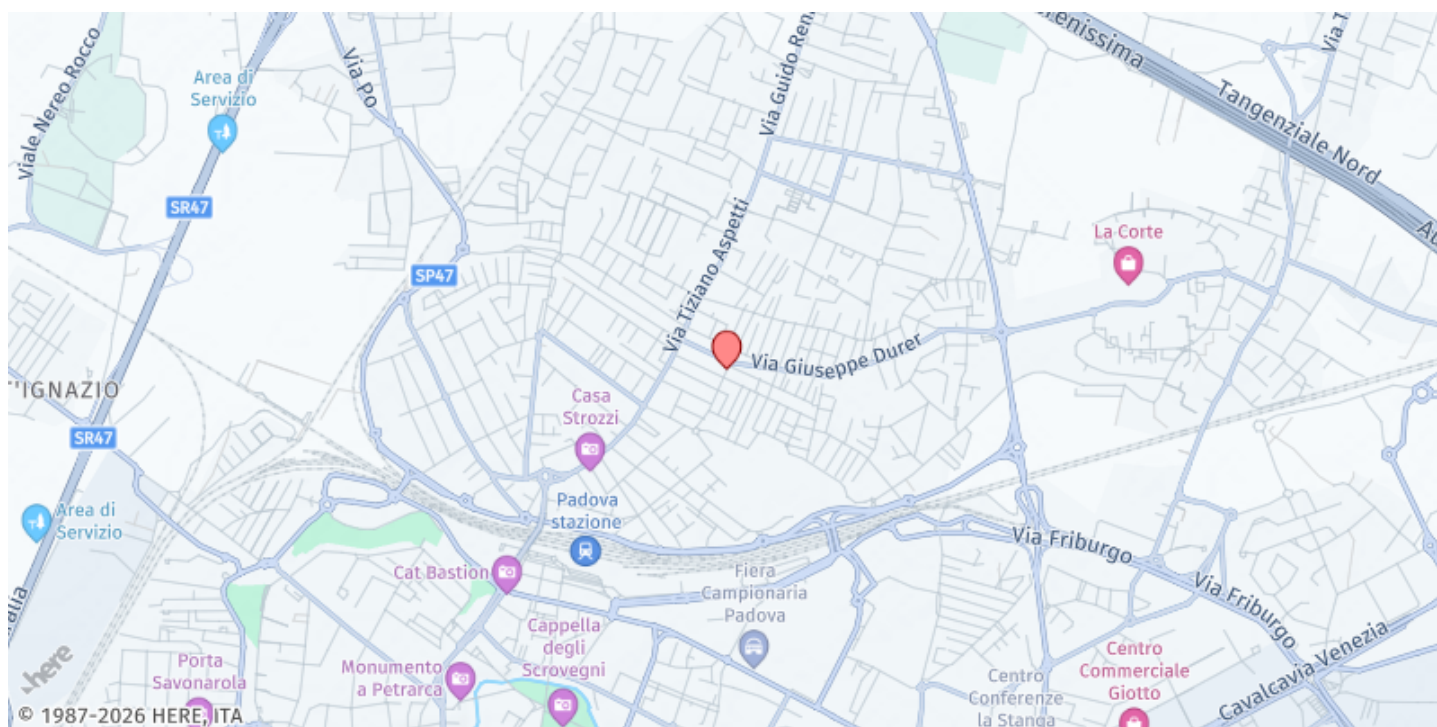 Viale Nereo Rocco
Area di
Servizio
SR47
Via Po
Via Guido Reni
Serenissima
Tangenziale Nord
SP47
Via Tiziano Aspetti
La Corte
Via Giuseppe Durer
T'IGNAZIO
SR47
Casa
Strozzi
Area di
Servizio
Padova
stazione
Cat Bastion
Fiera
Campionaria
Padova
Via Friburgo
Via Friburgo
Cappella
degli
Scrovegni
Monumento
a Petrarca
Porta
Savonarola
Centro
Conferenze
la Stanga
Centro
Commerciale
Giotto
Cavalcavia Venezia
here
© 1987-2026 HERE, ITA